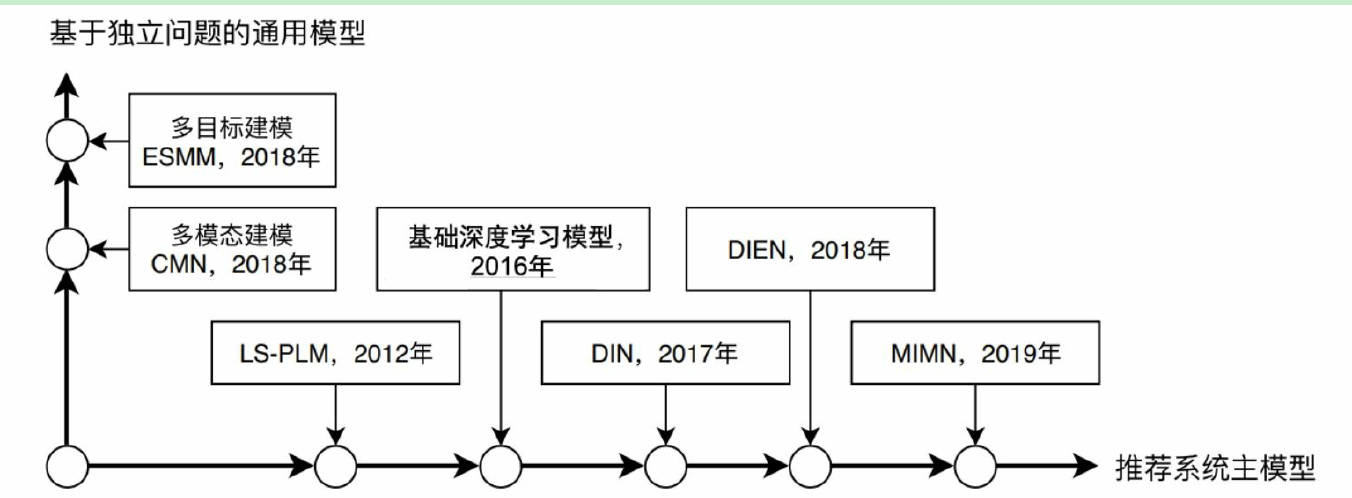 基于独立问题的通用模型
多目标建模
ESMM，2018年
多模态建模
CMN，2018年
基础深度学习模型，
2016年
DIEN，2018年
LS-PLM，2012年
DIN，2017年
MIMN，2019年
推荐系统主模型